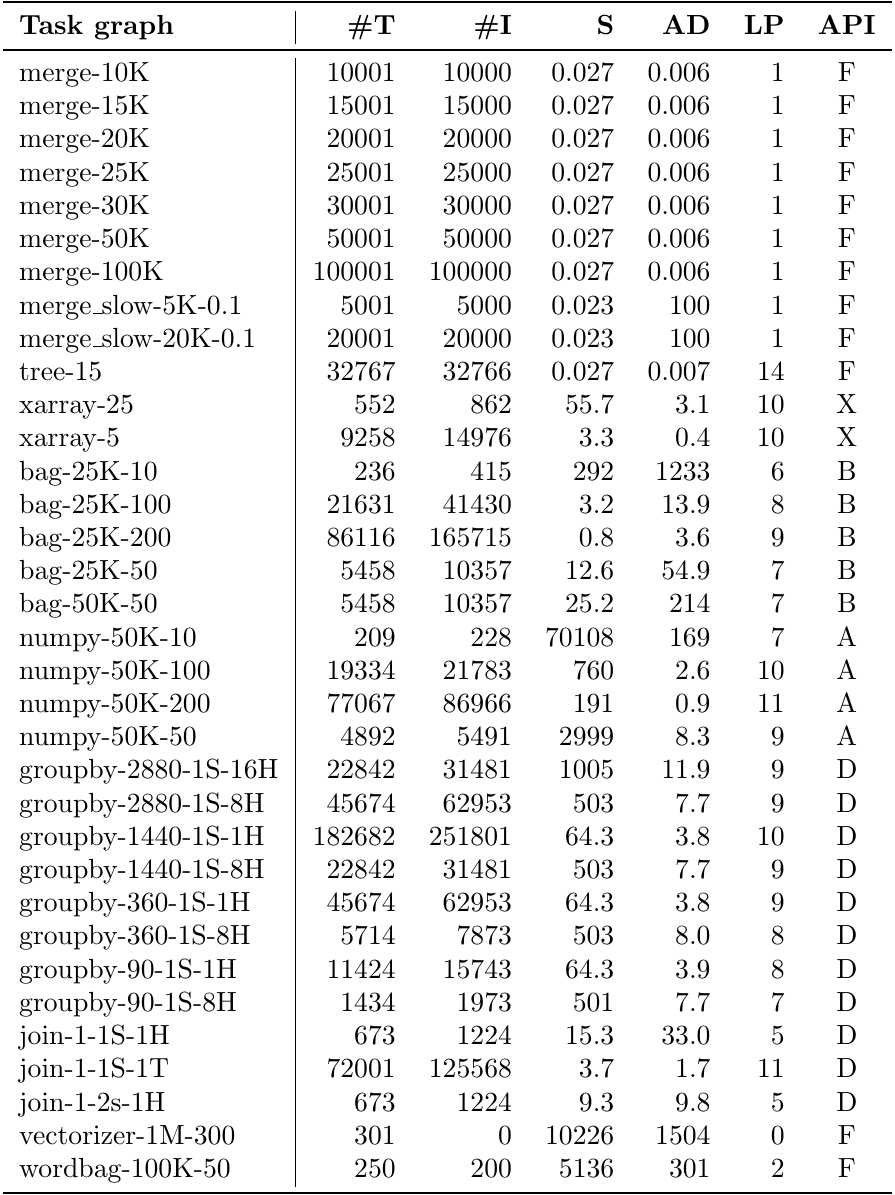 Task graph #T #I S AD LP API
merge-10K 10001 10000 0.027 0.006 1 F
merge-15K 15001 15000 0.027 0.006 1 F
merge-20K 20001 20000 0.027 0.006 1 F
merge-25K 25001 25000 0.027 0.006 1 F
merge-30K 30001 30000 0.027 0.006 1 F
merge-50K 50001 50000 0.027 0.006 1 F
merge-100K 100001 100000 0.027 0.006 1 F
merge_slow-5K-0.1 5001 5000 0.023 100 1 F
merge_slow-20K-0.1 20001 20000 0.023 100 1 F
tree-15 32767 32766 0.027 0.007 14 F
xarray-25 552 862 55.7 3.1 10 X
xarray-5 9258 14976 3.3 0.4 10 X
bag-25K-10 236 415 292 1233 6 B
bag-25K-100 21631 41430 3.2 13.9 8 B
bag-25K-200 86116 165715 0.8 3.6 9 B
bag-25K-50 5458 10357 12.6 54.9 7 B
bag-50K-50 5458 10357 25.2 214 7 B
numpy-50K-10 209 228 70108 169 7 A
numpy-50K-100 19334 21783 760 2.6 10 A
numpy-50K-200 77067 86966 191 0.9 11 A
numpy-50K-50 4892 5491 2999 8.3 9 A
groupby-2880-1S-16H 22842 31481 1005 11.9 9 D
groupby-2880-1S-8H 45674 62953 503 7.7 9 D
groupby-1440-1S-1H 182682 251801 64.3 3.8 10 D
groupby-1440-1S-8H 22842 31481 503 7.7 9 D
groupby-360-1S-1H 45674 62953 64.3 3.8 9 D
groupby-360-1S-8H 5714 7873 503 8.0 8 D
groupby-90-1S-1H 11424 15743 64.3 3.9 8 D
groupby-90-1S-8H 1434 1973 501 7.7 7 D
join-1-1S-1H 673 1224 15.3 33.0 5 D
join-1-1S-1T 72001 125568 3.7 1.7 11 D
join-1-2s-1H 673 1224 9.3 9.8 5 D
vectorizer-1M-300 301 0 10226 1504 0 F
wordbag-100K-50 250 200 5136 301 2 F